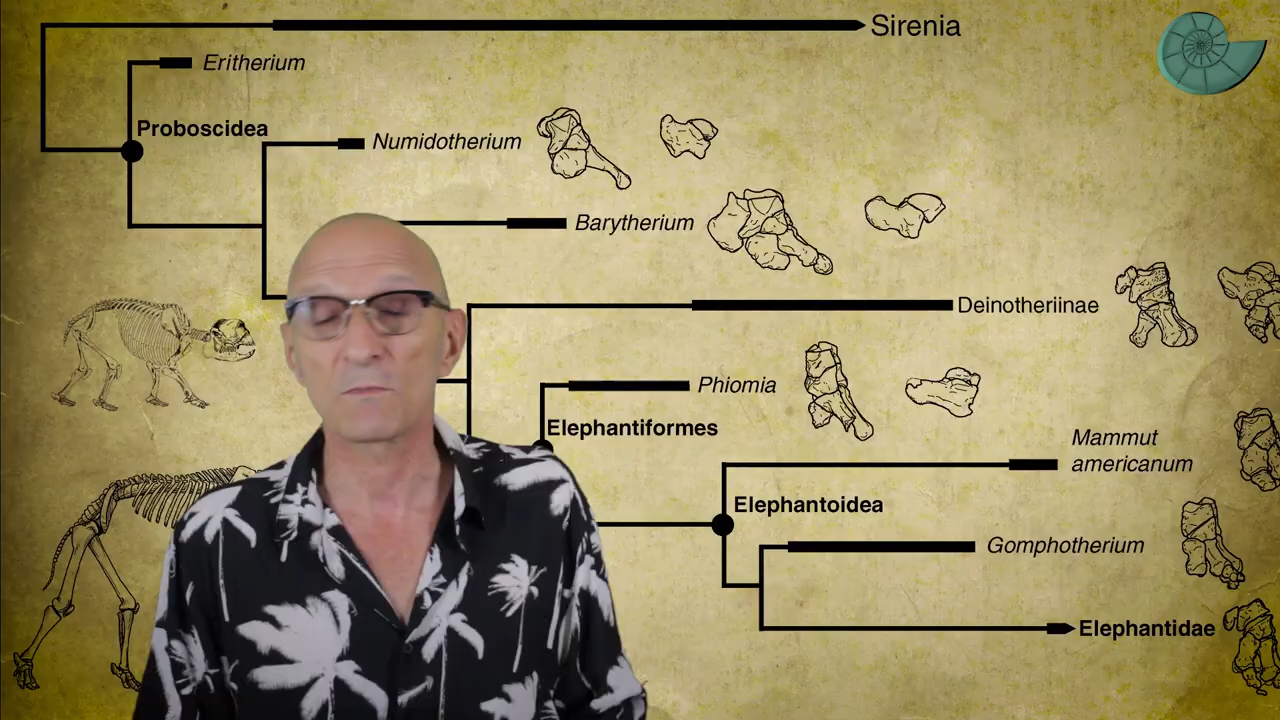 Sirenia
Eritherium
Proboscidea
Numidotherium
Barytherium
Deinotheriinae
Phiomia
Elephantiformes
Mammut
americanum
Elephantoidea
Gomphotherium
Elephantidae